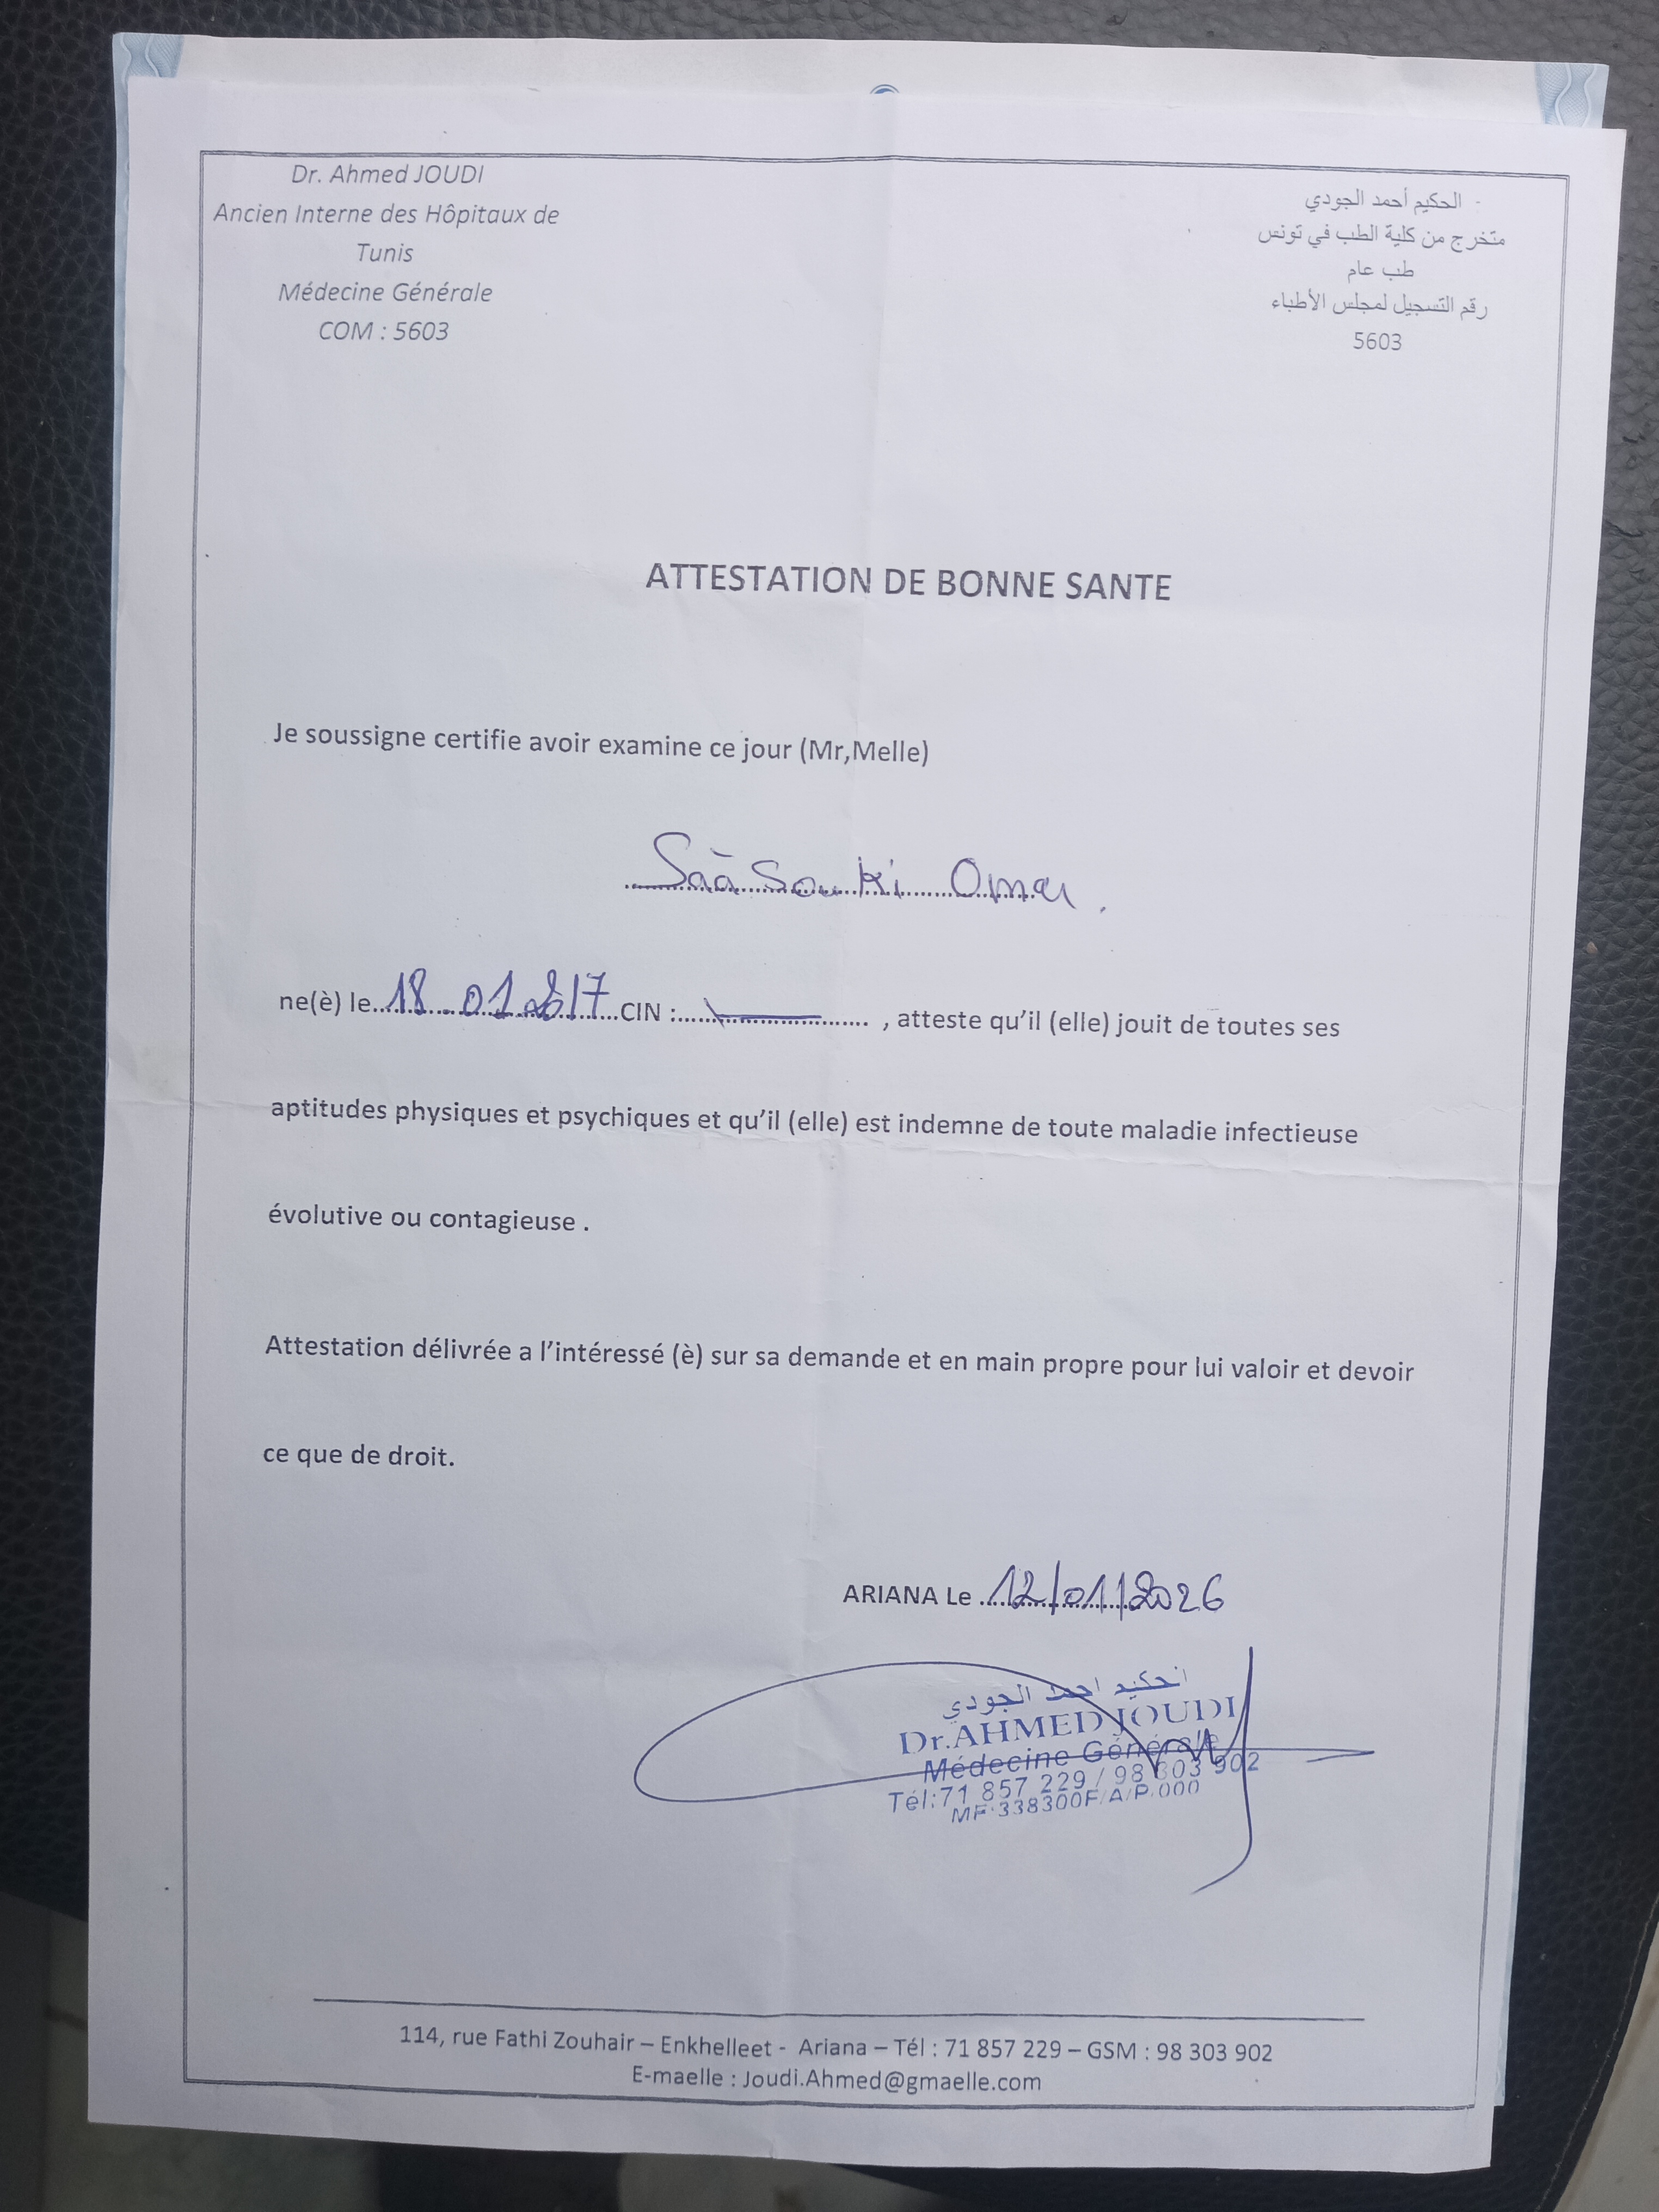 Dr. Ahmed JOUDI
Ancien Interne des Hôpitaux de
Tunis
Médecine Générale
COM : 5603
الحكيم أحمد الجودي
متخرج من كلية الطب في تونس
طب عام
رقم التسجيل لمجلس الأطباء
5603
ATTESTATION DE BONNE SANTE
Je soussigne certifie avoir examine ce jour (Mr,Melle)
Saà Souki Omar
ne(è) le 18.01.2017 CIN : , atteste qu'il (elle) jouit de toutes ses
aptitudes physiques et psychiques et qu'il (elle) est indemne de toute maladie infectieuse
évolutive ou contagieuse .
Attestation délivrée a l'intéressé (è) sur sa demande et en main propre pour lui valoir et devoir
ce que de droit.
ARIANA Le 12/01/2026
الحكيم احمد الجودي
Dr.AHMED JOUDI
Médecine Générale
Tél:71 857 229 / 98 303 902
MF:338300F/A/P/000
114, rue Fathi Zouhair – Enkhelleet - Ariana – Tél : 71 857 229 – GSM : 98 303 902
E-maelle : Joudi.Ahmed@gmaelle.com